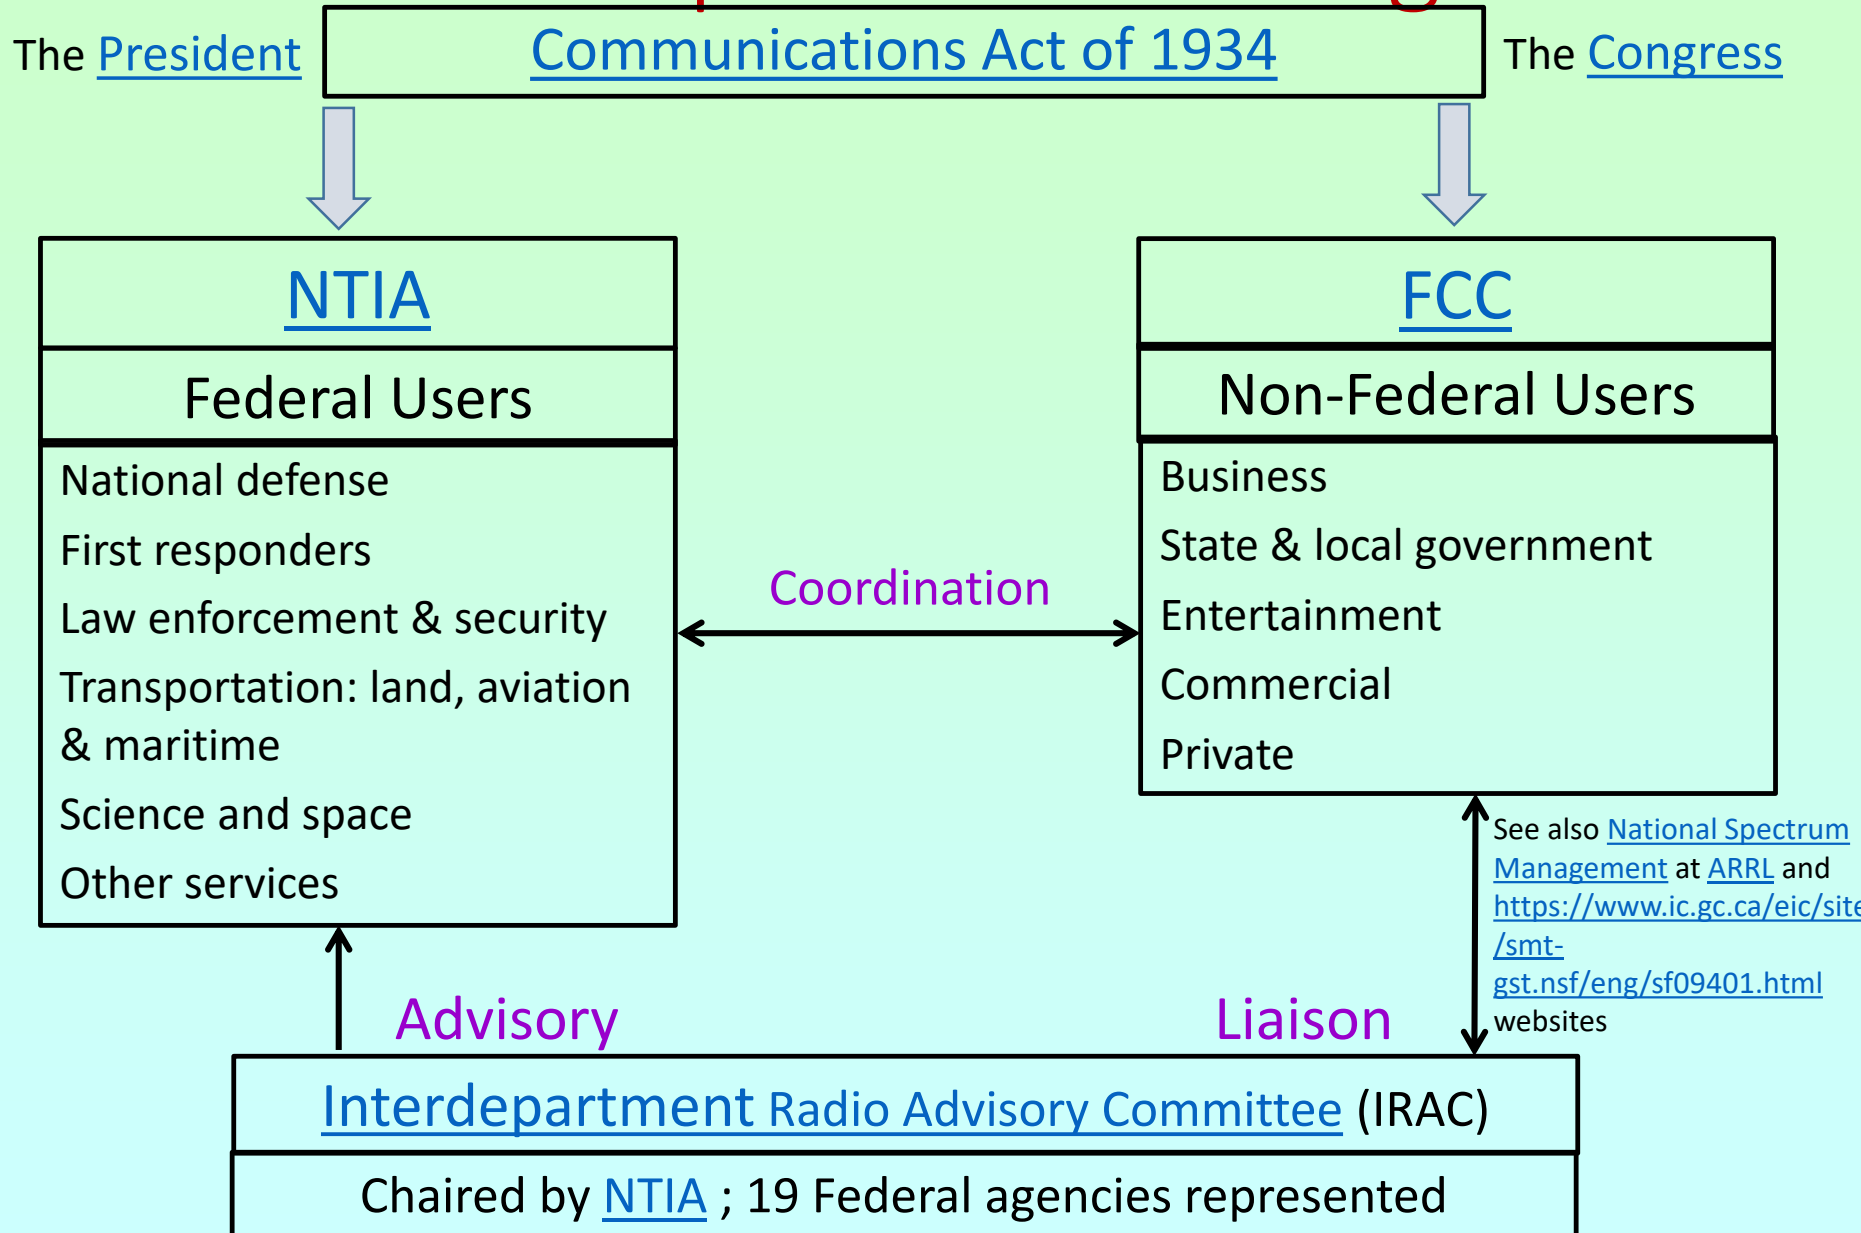 The President
Communications Act of 1934
The Congress
NTIA
Federal Users
National defense
First responders
Law enforcement & security
Transportation: land, aviation
& maritime
Science and space
Other services
Coordination
FCC
Non-Federal Users
Business
State & local government
Entertainment
Commercial
Private
See also National Spectrum
Management at ARRL and
https://www.ic.gc.ca/eic/site
/smt-
gst.nsf/eng/sf09401.html
websites
Advisory
Liaison
Interdepartment Radio Advisory Committee (IRAC)
Chaired by NTIA ; 19 Federal agencies represented